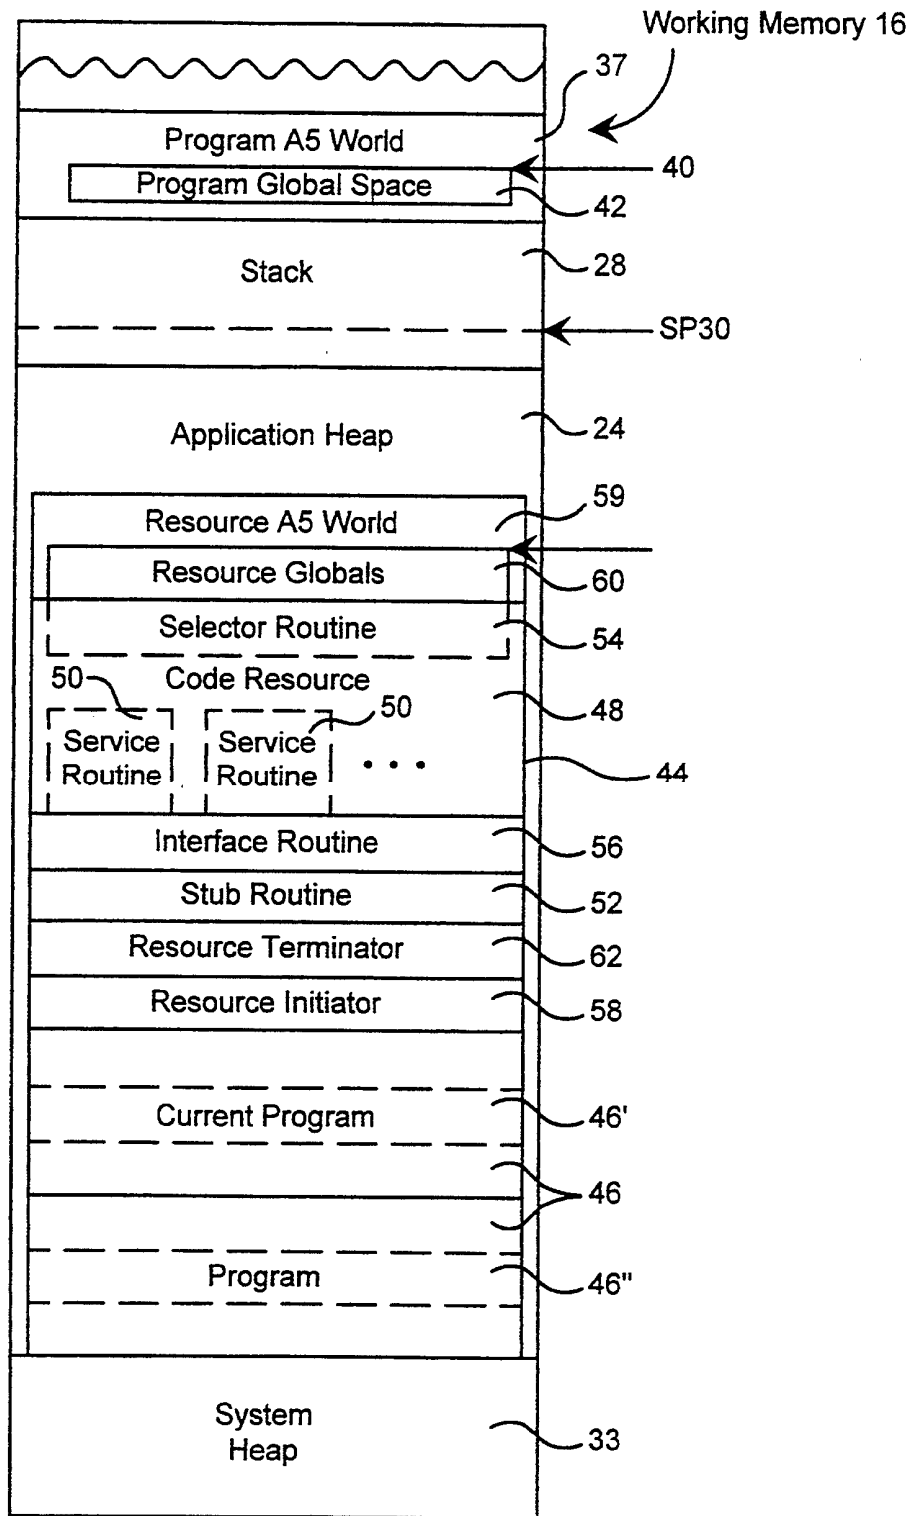 Working Memory 16
37
Program A5 World
40
Program Global Space
42
Stack
28
SP30
Application Heap
24
Resource A5 World
59
Resource Globals
60
Selector Routine
54
Code Resource
50
50
48
Service
Routine
Service
Routine
• • •
44
Interface Routine
56
Stub Routine
52
Resource Terminator
62
Resource Initiator
58
Current Program
46'
46
Program
46"
System
Heap
33